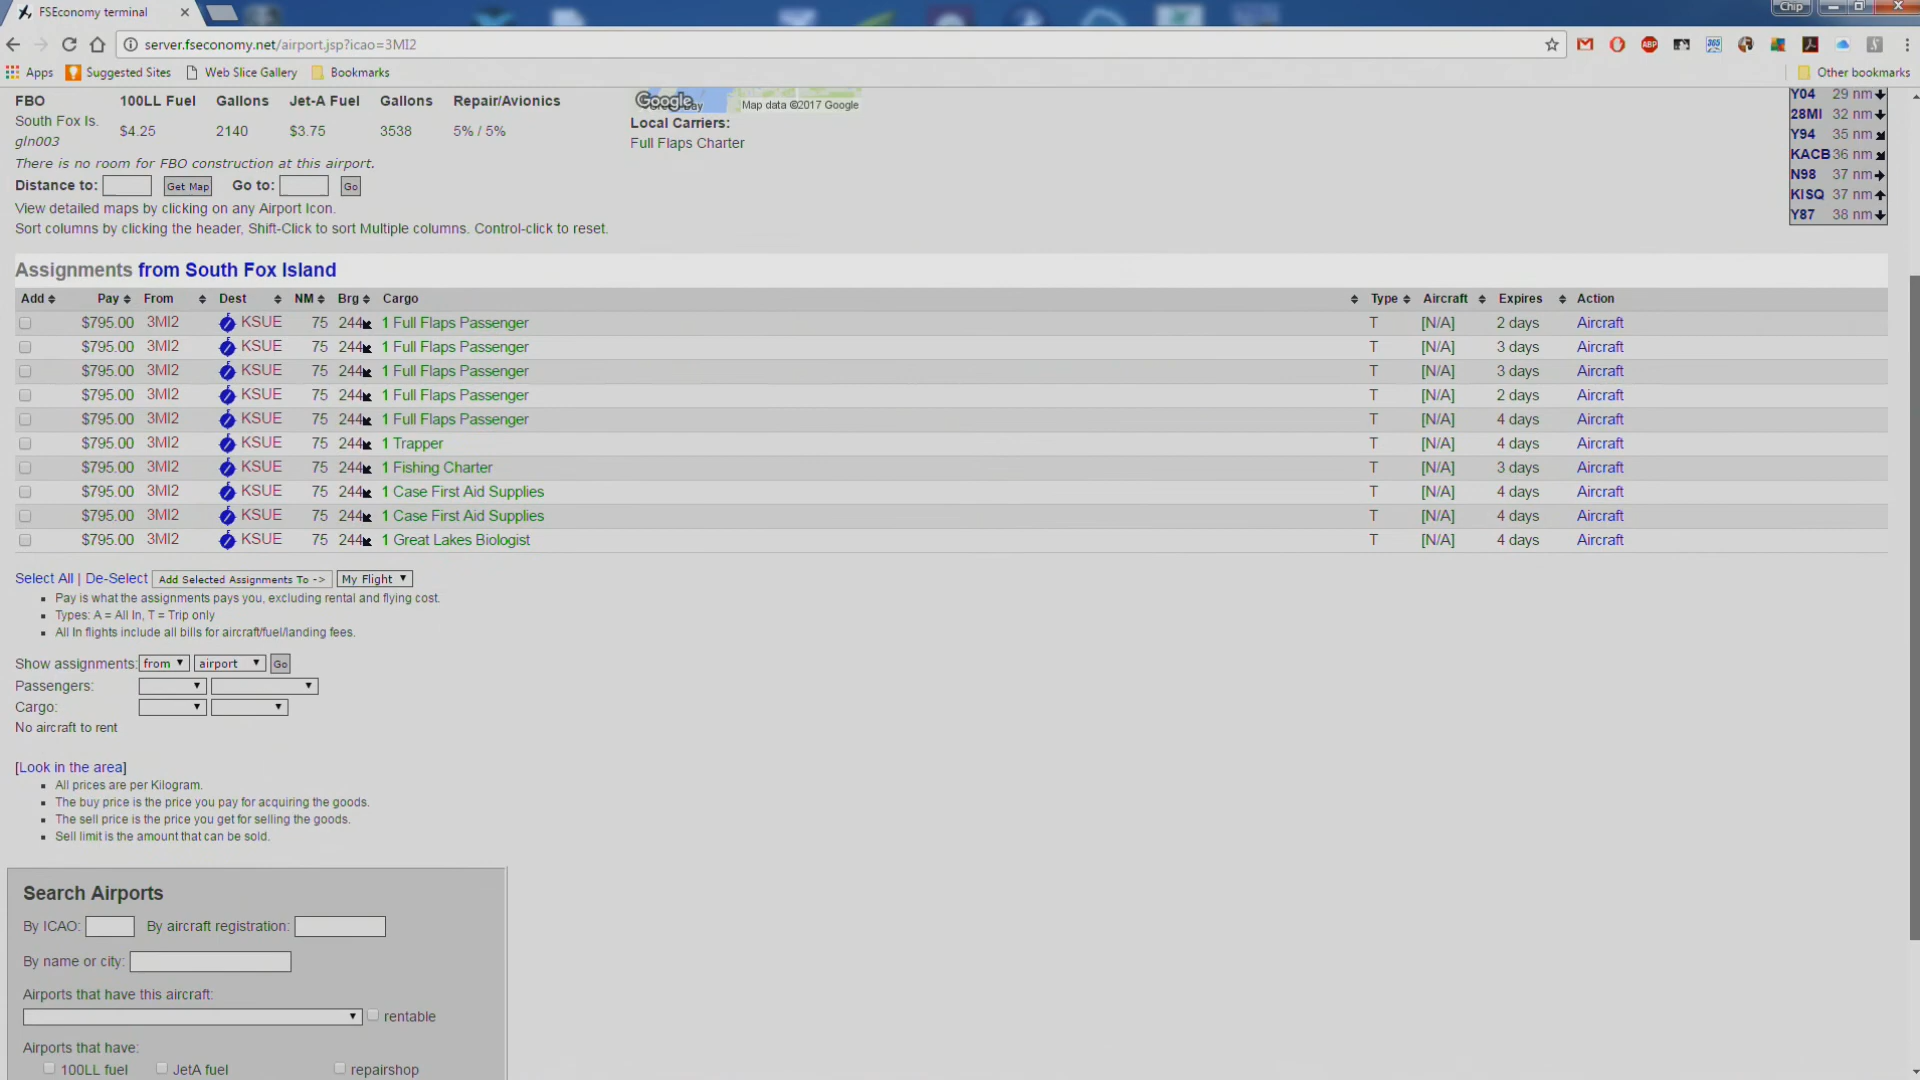 FSEconomy terminal
Chip
server.fseconomy.net/airport.jsp?icao=3MI2
Apps Suggested Sites Web Slice Gallery Bookmarks Other bookmarks
FBO 100LL Fuel Gallons Jet-A Fuel Gallons Repair/Avionics
South Fox Is. $4.25 2140 $3.75 3538 5% / 5%
gln003
Google Map data ©2017 Google
Local Carriers:
Full Flaps Charter
Y04 29 nm
28MI 32 nm
Y94 35 nm
KACB 36 nm
N98 37 nm
KISQ 37 nm
Y87 38 nm
There is no room for FBO construction at this airport.
Distance to: Get Map Go to: Go
View detailed maps by clicking on any Airport Icon.
Sort columns by clicking the header, Shift-Click to sort Multiple columns. Control-click to reset.
Assignments from South Fox Island
Add Pay From Dest NM Brg Cargo Type Aircraft Expires Action
$795.00 3MI2 KSUE 75 244 1 Full Flaps Passenger T [N/A] 2 days Aircraft
$795.00 3MI2 KSUE 75 244 1 Full Flaps Passenger T [N/A] 3 days Aircraft
$795.00 3MI2 KSUE 75 244 1 Full Flaps Passenger T [N/A] 3 days Aircraft
$795.00 3MI2 KSUE 75 244 1 Full Flaps Passenger T [N/A] 2 days Aircraft
$795.00 3MI2 KSUE 75 244 1 Full Flaps Passenger T [N/A] 4 days Aircraft
$795.00 3MI2 KSUE 75 244 1 Trapper T [N/A] 4 days Aircraft
$795.00 3MI2 KSUE 75 244 1 Fishing Charter T [N/A] 3 days Aircraft
$795.00 3MI2 KSUE 75 244 1 Case First Aid Supplies T [N/A] 4 days Aircraft
$795.00 3MI2 KSUE 75 244 1 Case First Aid Supplies T [N/A] 4 days Aircraft
$795.00 3MI2 KSUE 75 244 1 Great Lakes Biologist T [N/A] 4 days Aircraft
Select All | De-Select Add Selected Assignments To -> My Flight
Pay is what the assignments pays you, excluding rental and flying cost.
Types: A = All In, T = Trip only
All In flights include all bills for aircraft/fuel/landing fees.
Show assignments: from airport Go
Passengers:
Cargo:
No aircraft to rent
[Look in the area]
All prices are per Kilogram.
The buy price is the price you pay for acquiring the goods.
The sell price is the price you get for selling the goods.
Sell limit is the amount that can be sold.
Search Airports
By ICAO: By aircraft registration:
By name or city:
Airports that have this aircraft:
rentable
Airports that have:
100LL fuel JetA fuel repairshop